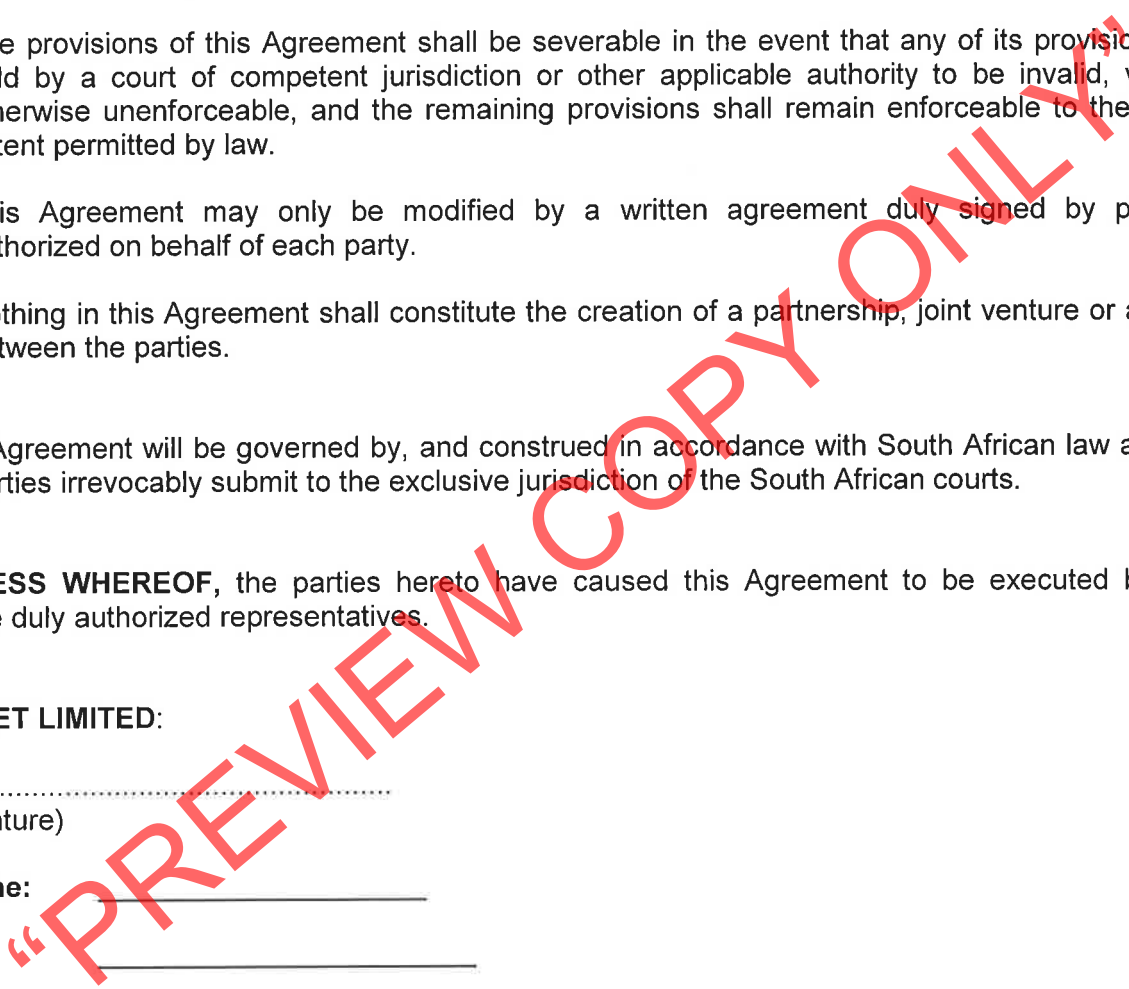 e provisions of this Agreement shall be severable in the event that any of its provisio
ld by a court of competent jurisdiction or other applicable authority to be invalid, v
herwise unenforceable, and the remaining provisions shall remain enforceable to the
tent permitted by law.
is Agreement may only be modified by a written agreement duly signed by p
thorized on behalf of each party.
thing in this Agreement shall constitute the creation of a partnership, joint venture or a
tween the parties.
Agreement will be governed by, and construed in accordance with South African law a
rties irrevocably submit to the exclusive jurisdiction of the South African courts.
ESS WHEREOF, the parties hereto have caused this Agreement to be executed b
e duly authorized representatives.
ET LIMITED:
ture)
ne:
“PREVIEW COPY ONLY”